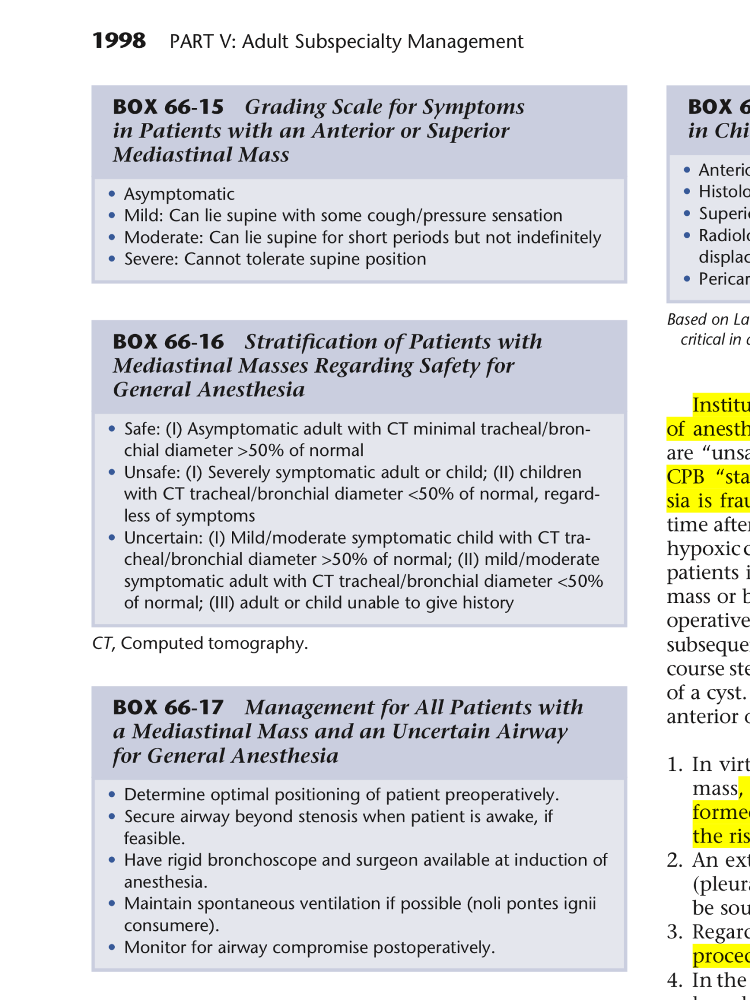 1998 PART V: Adult Subspecialty Management
BOX 66-15 Grading Scale for Symptoms
in Patients with an Anterior or Superior
Mediastinal Mass
• Asymptomatic
• Mild: Can lie supine with some cough/pressure sensation
• Moderate: Can lie supine for short periods but not indefinitely
• Severe: Cannot tolerate supine position
BOX 66-16 Stratification of Patients with
Mediastinal Masses Regarding Safety for
General Anesthesia
• Safe: (I) Asymptomatic adult with CT minimal tracheal/bron-
chial diameter >50% of normal
• Unsafe: (I) Severely symptomatic adult or child; (II) children
with CT tracheal/bronchial diameter <50% of normal, regard-
less of symptoms
• Uncertain: (I) Mild/moderate symptomatic child with CT tra-
cheal/bronchial diameter >50% of normal; (II) mild/moderate
symptomatic adult with CT tracheal/bronchial diameter <50%
of normal; (III) adult or child unable to give history
CT, Computed tomography.
BOX 66-17 Management for All Patients with
a Mediastinal Mass and an Uncertain Airway
for General Anesthesia
• Determine optimal positioning of patient preoperatively.
• Secure airway beyond stenosis when patient is awake, if
feasible.
• Have rigid bronchoscope and surgeon available at induction of
anesthesia.
• Maintain spontaneous ventilation if possible (noli pontes ignii
consumere).
• Monitor for airway compromise postoperatively.
BOX 6
in Chi
• Anterio
• Histolo
• Superi
• Radiolo
displac
• Pericar
Based on La
critical in
Institu
of anesth
are “unsa
CPB “sta
sia is frau
time after
hypoxic c
patients i
mass or b
operative
subseque
course ste
of a cyst.
anterior o
1. In virt
mass,
forme
the ris
2. An ext
(pleura
be sou
3. Regard
proced
4. In the